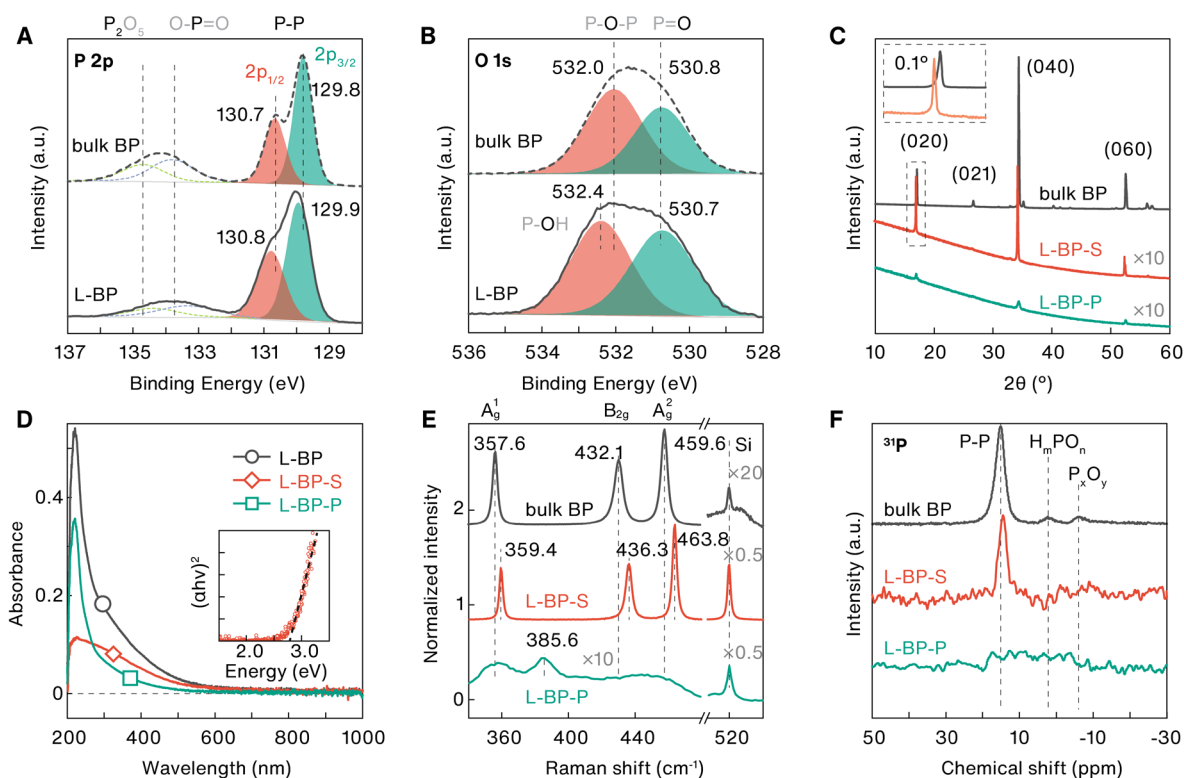 A
P₂O₅ O-P=O P-P
P 2p
2p₁/₂
2p₃/₂
130.7
129.8
bulk BP
130.8
129.9
L-BP
Intensity (a.u.)
137 135 133 131 129
Binding Energy (eV)
B
P-O-P P=O
O 1s
532.0 530.8
bulk BP
532.4 530.7
P-OH
L-BP
Intensity (a.u.)
536 534 532 530 528
Binding Energy (eV)
C
0.1º
(040)
(020)
(021)
(060)
bulk BP
L-BP-S
×10
L-BP-P
×10
Intensity (a.u.)
10 20 30 40 50 60
2θ (º)
D
L-BP
L-BP-S
L-BP-P
0.4
0.2
0
Absorbance
(αhv)²
2.0 3.0
Energy (eV)
200 400 600 800 1000
Wavelength (nm)
E
A¹g B₂g A²g
357.6 432.1 459.6 Si
×20
bulk BP
359.4 436.3 463.8
×0.5
L-BP-S
385.6
×10
×0.5
L-BP-P
2
1
0
Normalized intensity
360 400 440 520
Raman shift (cm⁻¹)
F
³¹P
P-P HₘPOₙ
PₓOᵧ
bulk BP
L-BP-S
L-BP-P
Intensity (a.u.)
50 30 10 -10 -30
Chemical shift (ppm)